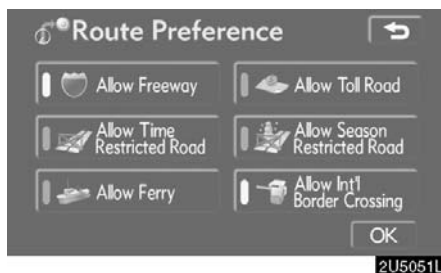 Route Preference
Allow Freeway
Allow Toll Road
Allow Time
Restricted Road
Allow Season
Restricted Road
Allow Ferry
Allow Int'l
Border Crossing
OK
2U5051L